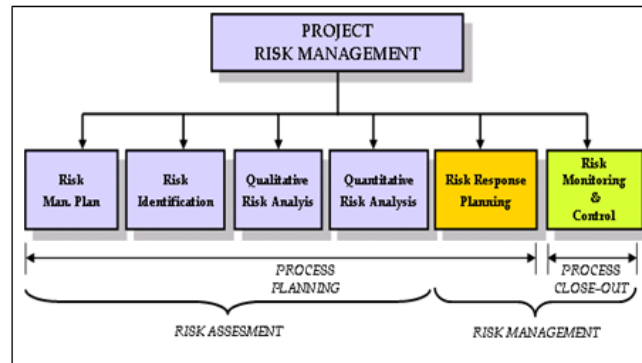 PROJECT
RISK MANAGEMENT
Risk
Man. Plan
Risk
Identification
Qualitative
Risk Analyis
Quantitative
Risk Analysis
Risk Response
Planning
Risk
Monitoring
&
Control
PROCESS
PLANNING
PROCESS
CLOSE-OUT
RISK ASSESMENT
RISK MANAGEMENT